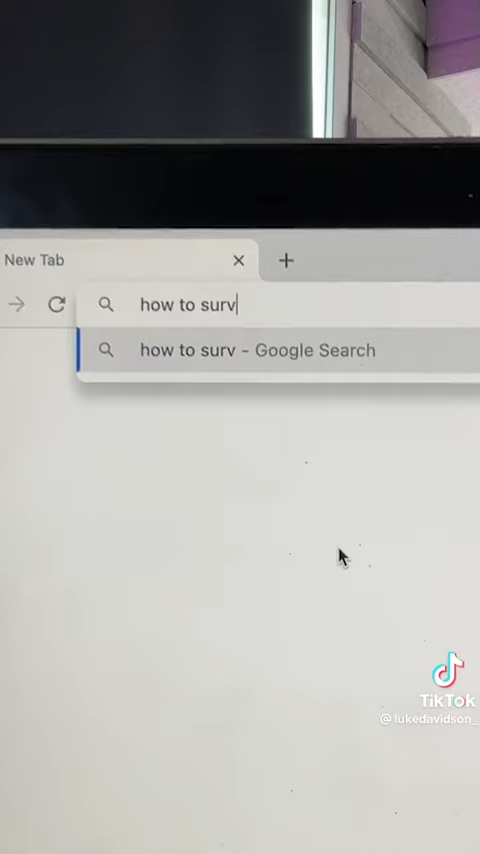 New Tab
how to surv
how to surv - Google Search
TikTok
@lukedavidson_